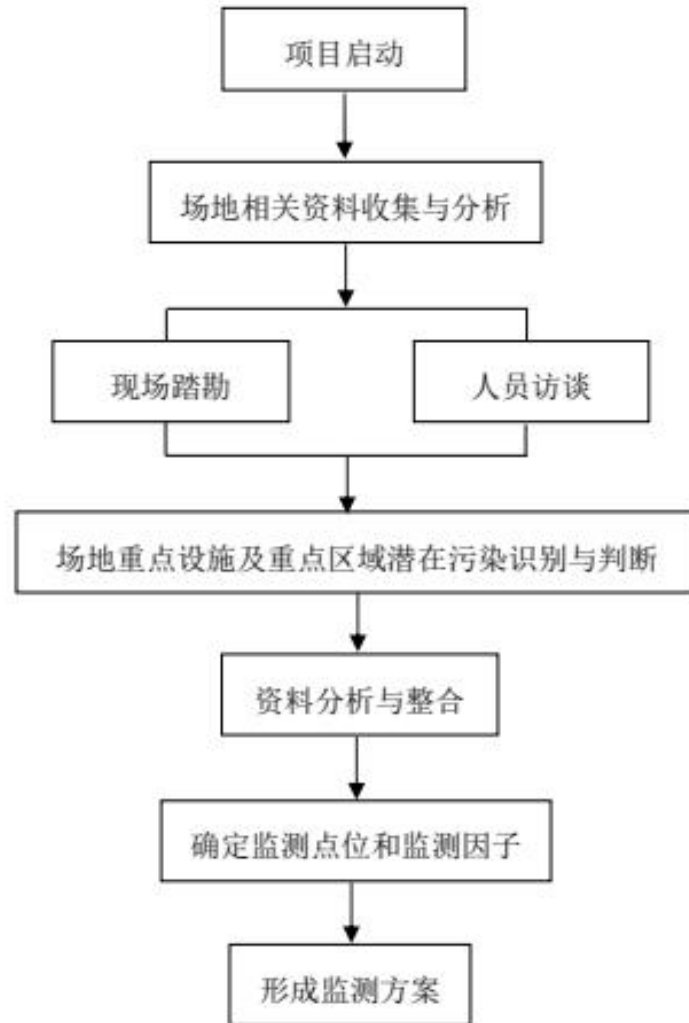 项目启动
场地相关资料收集与分析
现场踏勘
人员访谈
场地重点设施及重点区域潜在污染识别与判断
资料分析与整合
确定监测点位和监测因子
形成监测方案